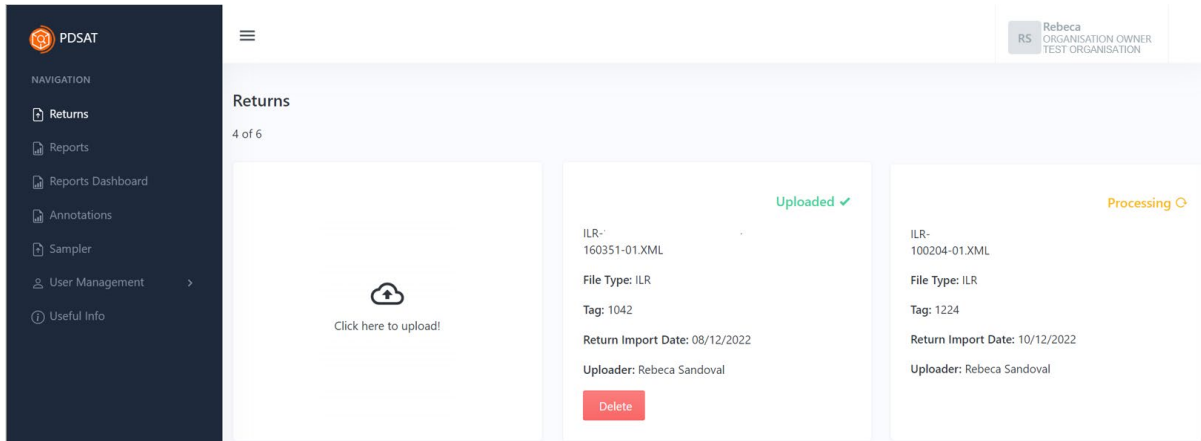 PDSAT
NAVIGATION
Returns
Reports
Reports Dashboard
Annotations
Sampler
User Management
Useful Info
RS
Rebeca
ORGANISATION OWNER
TEST ORGANISATION
Returns
4 of 6
Click here to upload!
Uploaded
ILR-
160351-01.XML
File Type: ILR
Tag: 1042
Return Import Date: 08/12/2022
Uploader: Rebeca Sandoval
Delete
Processing
ILR-
100204-01.XML
File Type: ILR
Tag: 1224
Return Import Date: 10/12/2022
Uploader: Rebeca Sandoval